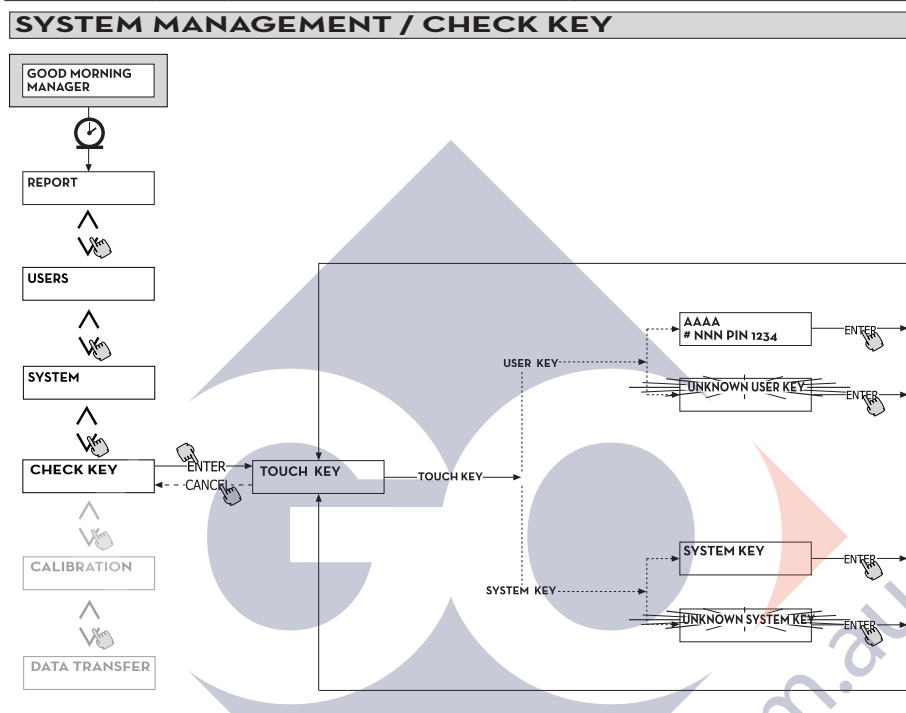 SYSTEM MANAGEMENT / CHECK KEY
GOOD MORNING
MANAGER
REPORT
USERS
SYSTEM
CHECK KEY
CALIBRATION
DATA TRANSFER
ENTER
CANCEL
TOUCH KEY
TOUCH KEY
USER KEY
AAAA
# NNN PIN 1234
ENTER
UNKNOWN USER KEY
ENTER
SYSTEM KEY
SYSTEM KEY
ENTER
UNKNOWN SYSTEM KEY
ENTER
GO
m.au